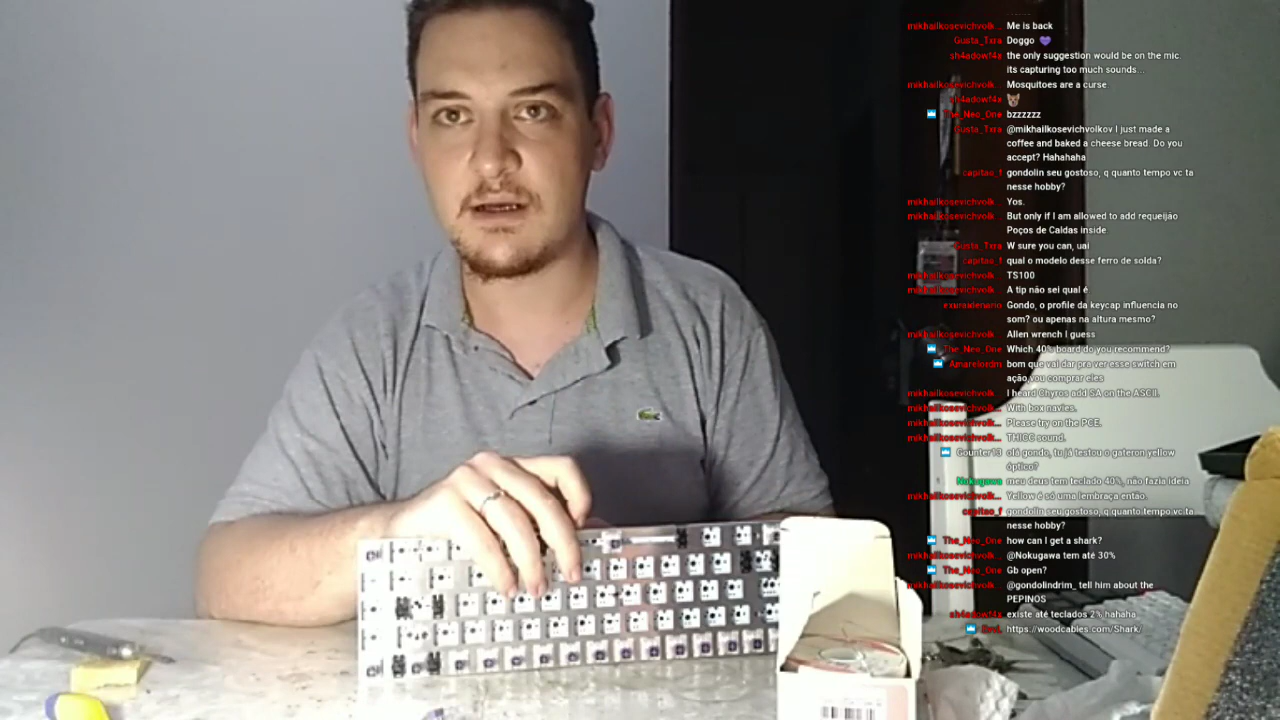 mikhailkosevichvolk... Me is back
Gusta_Txra Doggo 💜
sh4adowf4x the only suggestion would be on the mic.
its capturing too much sounds...
mikhailkosevichvolk... Mosquitoes are a curse
sh4adowf4x
The_Neo_One bzzzzzz
Gusta_Txra @mikhailkosevichvolkov I just made a
coffee and baked a cheese bread. Do you
accept? Hahahaha
capitao_f gondolin seu gostoso, q quanto tempo vc ta
nesse hobby?
mikhailkosevichvolk... Yos.
mikhailkosevichvolk... But only if I am allowed to add requeijão
Poços de Caldas inside.
Gusta_Txra W sure you can, uai
capitao_f qual o modelo desse ferro de solda?
mikhailkosevichvolk... TS100
mikhailkosevichvolk... A tip não sei qual é
exuraatenario Gondo, o profile da keycap influencia no
som? ou apenas na altura mesmo?
mikhailkosevichvolk... Allen wrench I guess
The_Neo_One Which 40% board do you recommend?
Amarelordm bom que vai dar pra ver esse switch em
ação vou comprar eles
mikhailkosevichvolk... I heard Chyros add SA on the ASCII.
mikhailkosevichvolk... With box navies.
mikhailkosevichvolk... Please try on the PCE.
mikhailkosevichvolk... THICC sound.
Gounter13 olá gondo, tu já testou o gateron yellow
óptico?
Nokugawa meu deus tem teclado 40%, não fazia ideia
mikhailkosevichvolk... Yellow é só uma lembraça então.
capitao_f gondolin seu gostoso, q quanto tempo vc ta
nesse hobby?
The_Neo_One how can I get a shark?
mikhailkosevichvolk... @Nokugawa tem até 30%
The_Neo_One Gb open?
mikhailkosevichvolk... @gondolindrim_ tell him about the
PEPINOS
sh4adowf4x existe até teclados 2% hahaha
https://woodcables.com/Shark/